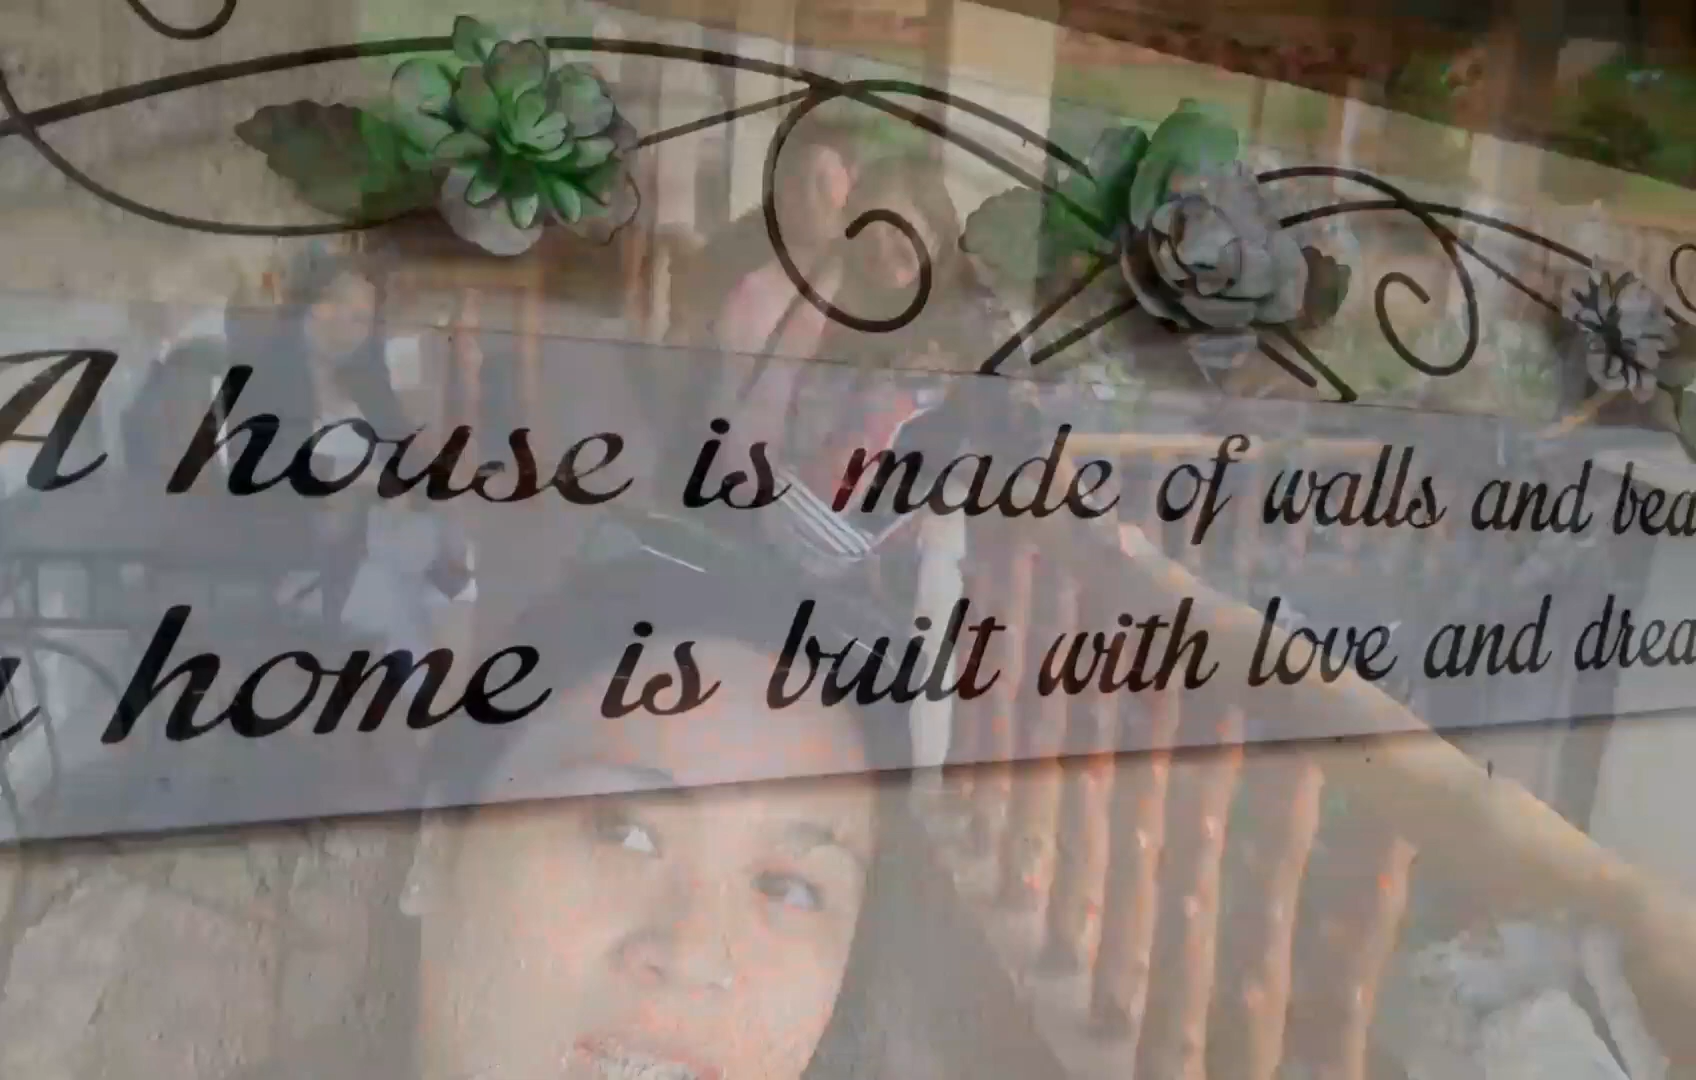 A house is made of walls and bea
home is built with love and drea